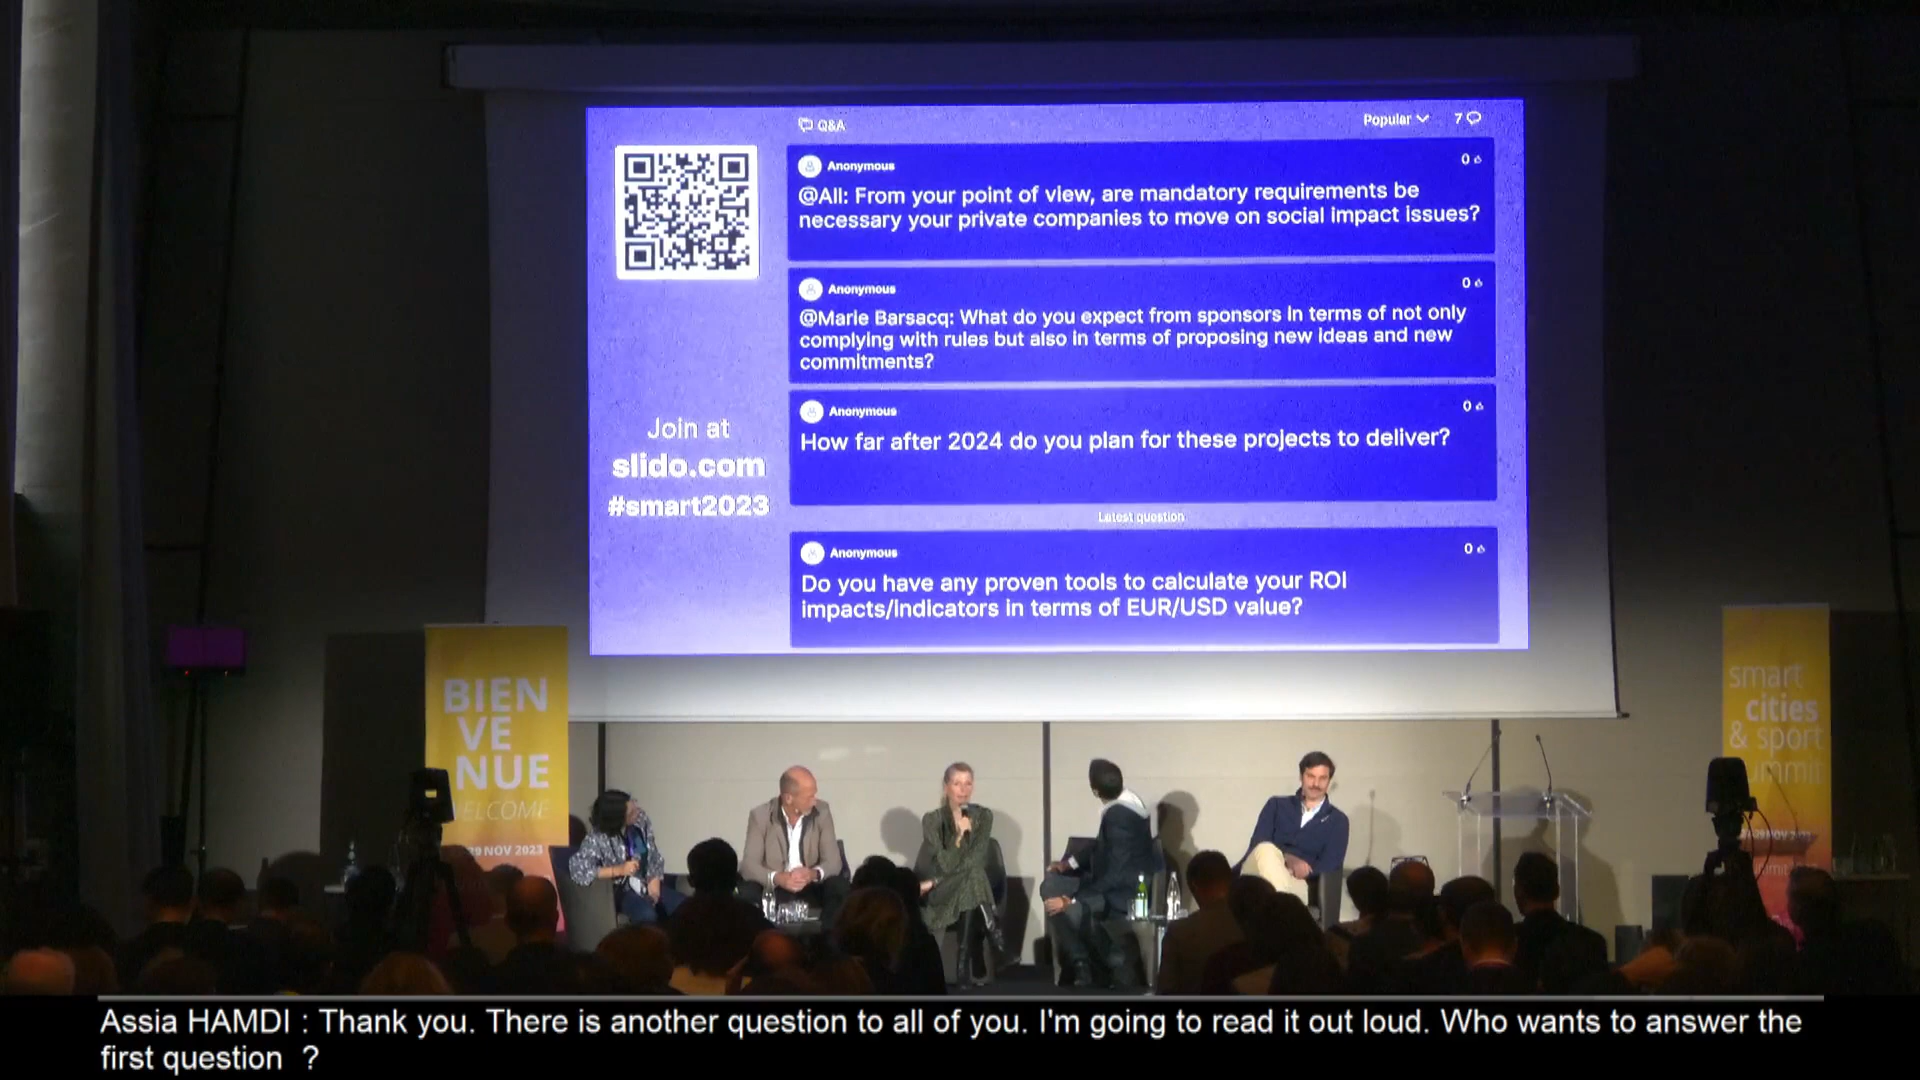 Q&A
Popular
7
Anonymous
0
@All: From your point of view, are mandatory requirements be
necessary your private companies to move on social impact issues?
Anonymous
0
@Marie Barsacq: What do you expect from sponsors in terms of not only
complying with rules but also in terms of proposing new ideas and new
commitments?
Anonymous
0
How far after 2024 do you plan for these projects to deliver?
Latest question
Anonymous
0
Do you have any proven tools to calculate your ROI
impacts/indicators in terms of EUR/USD value?
Join at
slido.com
#smart2023
BIEN
VE
NUE
WELCOME
29 NOV 2023
smart
cities
& sport
summit
Assia HAMDI : Thank you. There is another question to all of you. I'm going to read it out loud. Who wants to answer the
first question ?